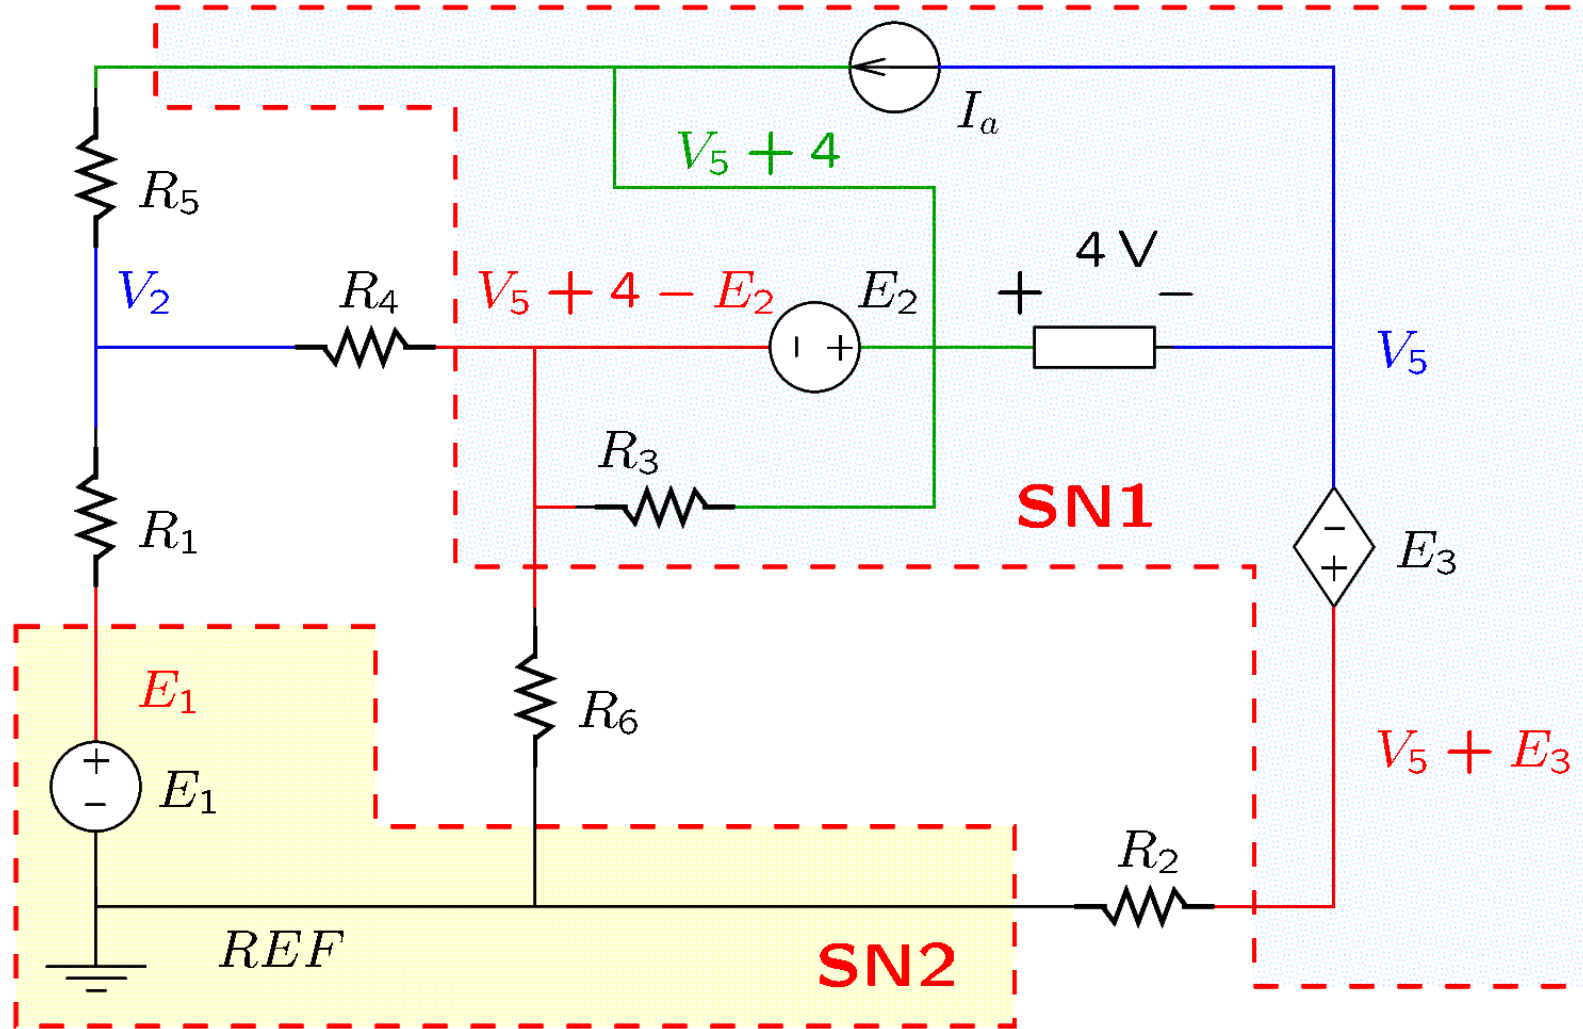 I_a
V_5 + 4
R_5
4 V
+ −
V_2
R_4
V_5 + 4 − E_2
E_2
− +
V_5
R_3
SN1
R_1
−
+
E_3
E_1
R_6
+
−
E_1
V_5 + E_3
R_2
REF
SN2